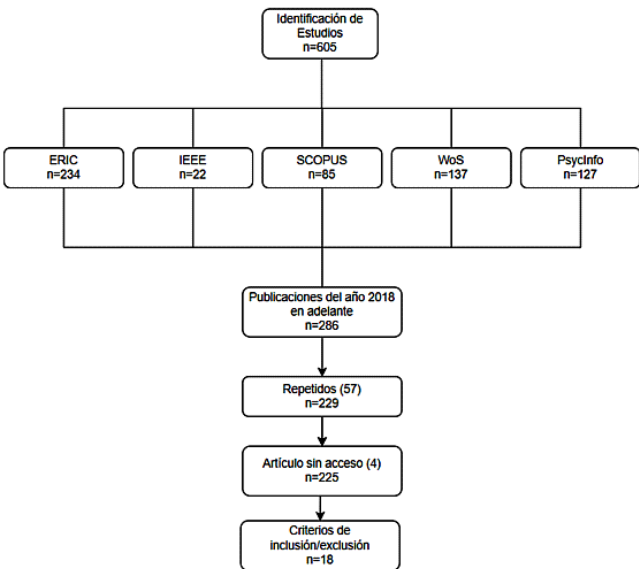 Identificación de
Estudios
n=605
ERIC
n=234
IEEE
n=22
SCOPUS
n=85
WoS
n=137
PsycInfo
n=127
Publicaciones del año 2018
en adelante
n=286
Repetidos (57)
n=229
Artículo sin acceso (4)
n=225
Criterios de
inclusión/exclusión
n=18